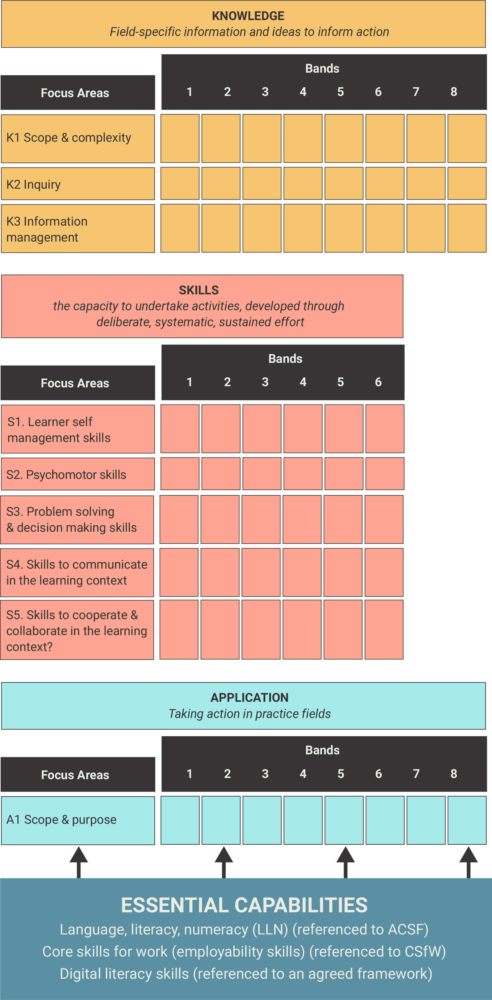 KNOWLEDGE
Field-specific information and ideas to inform action
Bands
Focus Areas
1 2 3 4 5 6 7 8
K1 Scope & complexity
K2 Inquiry
K3 Information
management
SKILLS
the capacity to undertake activities, developed through
deliberate, systematic, sustained effort
Bands
Focus Areas
1 2 3 4 5 6
S1. Learner self
management skills
S2. Psychomotor skills
S3. Problem solving
& decision making skills
S4. Skills to communicate
in the learning context
S5. Skills to cooperate &
collaborate in the learning
context?
APPLICATION
Taking action in practice fields
Bands
Focus Areas
1 2 3 4 5 6 7 8
A1 Scope & purpose
ESSENTIAL CAPABILITIES
Language, literacy, numeracy (LLN) (referenced to ACSF)
Core skills for work (employability skills) (referenced to CSfW)
Digital literacy skills (referenced to an agreed framework)